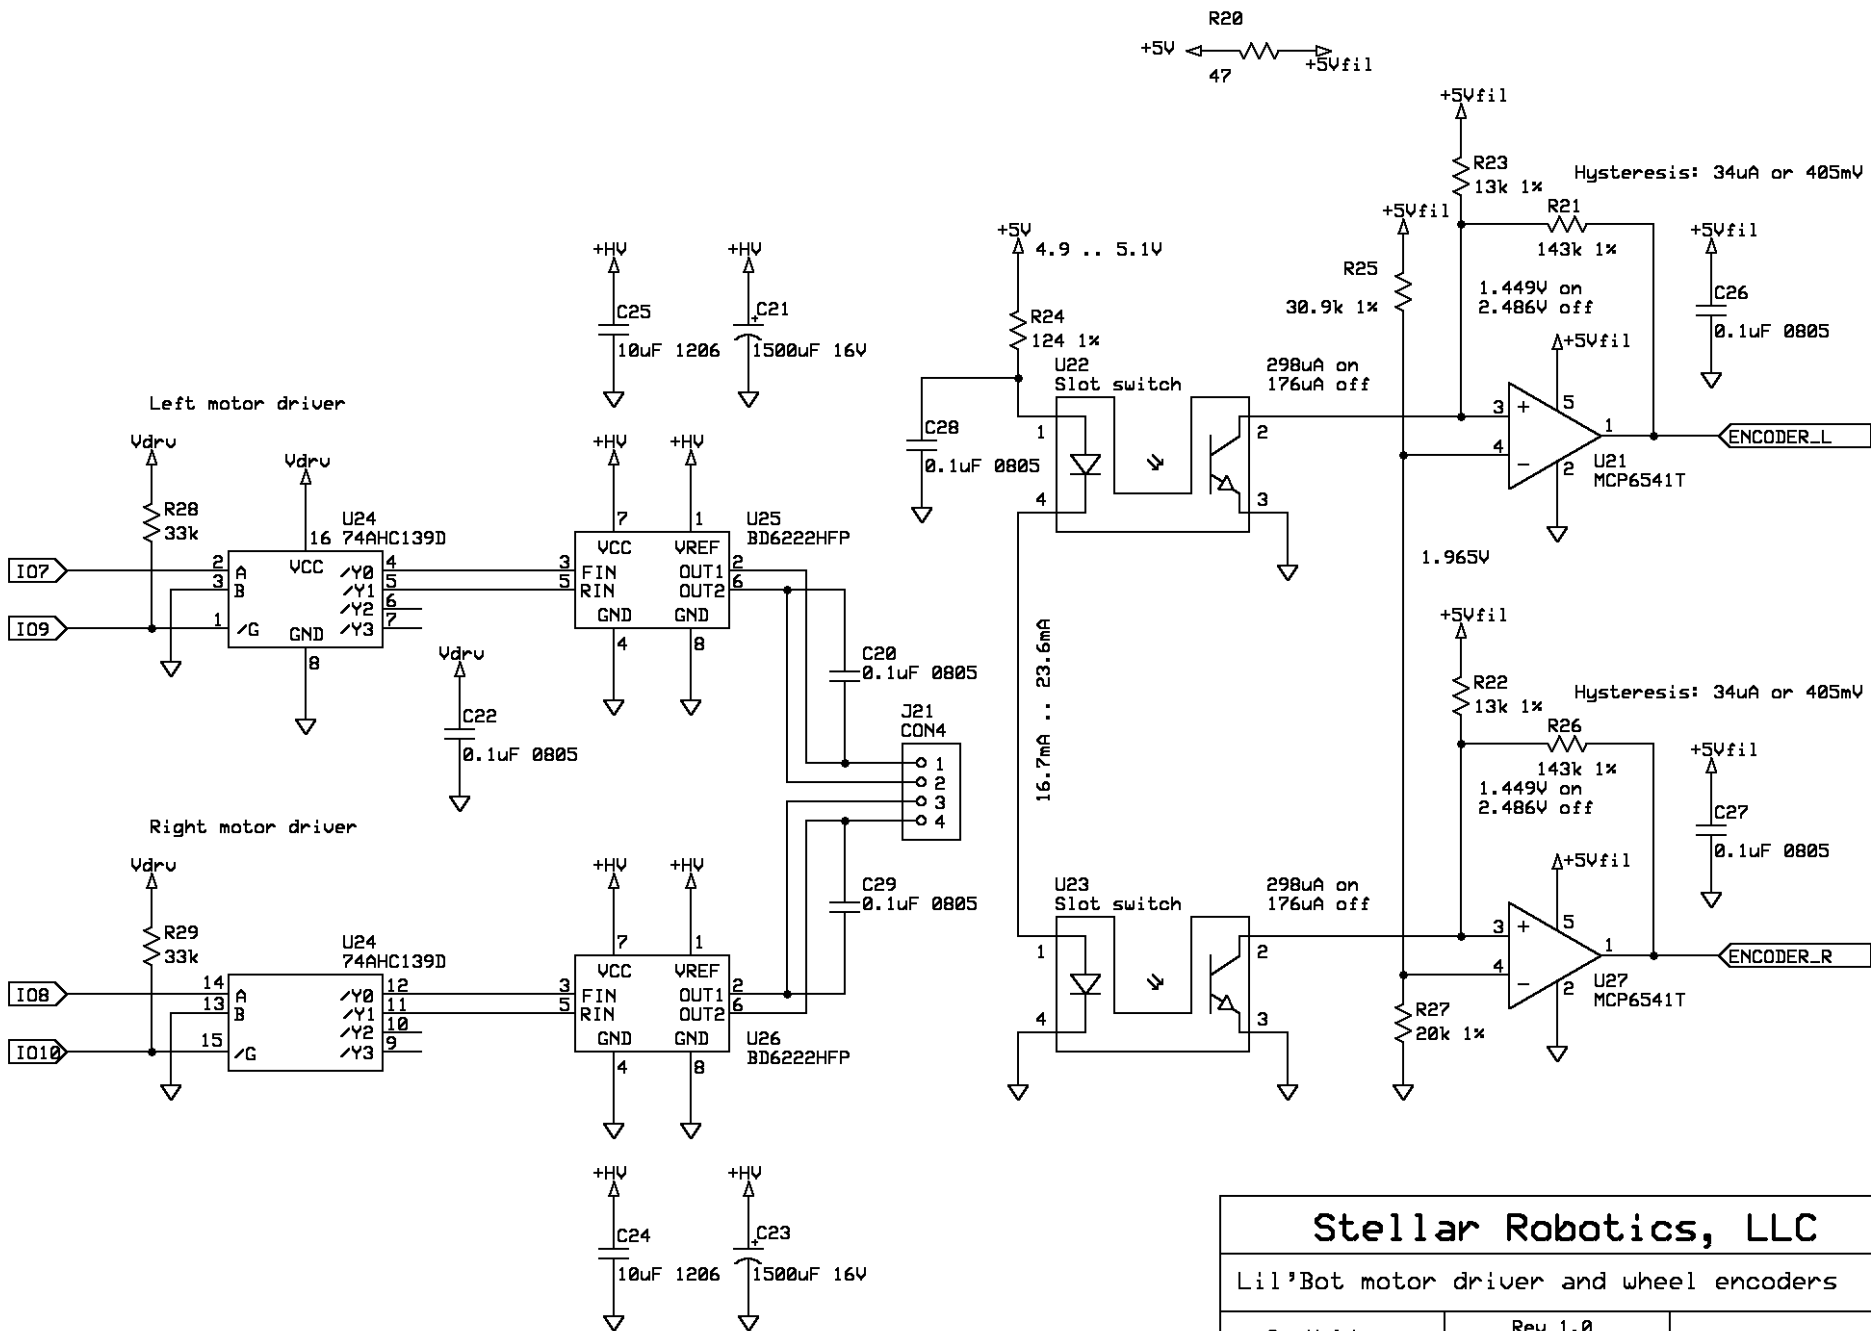 R20
+5V
47
+5Vfil
+5Vfil
R23
13k 1%
Hysteresis: 34uA or 405mV
+5Vfil
R21
143k 1%
+5Vfil
C26
0.1uF 0805
R25
30.9k 1%
1.449V on
2.486V off
+5Vfil
+5V
4.9 .. 5.1V
R24
124 1%
U22
Slot switch
298uA on
176uA off
C28
0.1uF 0805
1
4
2
3
3
+
4
-
5
2
1
U21
MCP6541T
ENCODER_L
+HV
C25
10uF 1206
+HV
C21
+
1500uF 16V
Left motor driver
Vdrv
R28
33k
Vdrv
16
U24
74AHC139D
IO7
IO9
2
3
1
A
B
/G
VCC
GND
/Y0
/Y1
/Y2
/Y3
4
5
6
7
8
+HV
+HV
7
1
U25
BD6222HFP
3
5
VCC
VREF
FIN
RIN
OUT1
OUT2
GND
GND
2
6
4
8
Vdrv
C22
0.1uF 0805
C20
0.1uF 0805
J21
CON4
1
2
3
4
16.7mA .. 23.6mA
1.965V
+5Vfil
R22
13k 1%
Hysteresis: 34uA or 405mV
R26
143k 1%
+5Vfil
C27
0.1uF 0805
1.449V on
2.486V off
+5Vfil
Right motor driver
Vdrv
R29
33k
U24
74AHC139D
IO8
IO10
14
13
15
A
B
/G
/Y0
/Y1
/Y2
/Y3
12
11
10
9
+HV
+HV
7
1
3
5
VCC
VREF
FIN
RIN
OUT1
OUT2
GND
GND
2
6
4
8
U26
BD6222HFP
C29
0.1uF 0805
U23
Slot switch
298uA on
176uA off
1
4
2
3
3
+
4
-
5
2
1
U27
MCP6541T
ENCODER_R
R27
20k 1%
+HV
C24
10uF 1206
+HV
C23
+
1500uF 16V
Stellar Robotics, LLC
Lil'Bot motor driver and wheel encoders
Rev 1.0